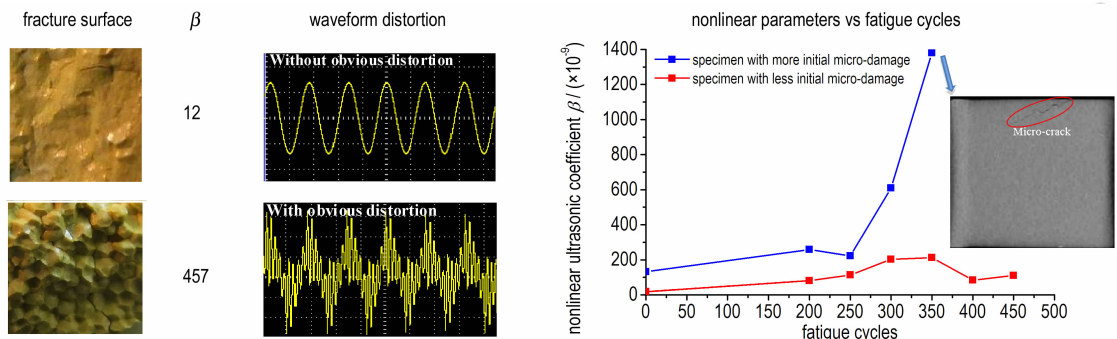 fracture surface
β
waveform distortion
nonlinear parameters vs fatigue cycles
Without obvious distortion
12
With obvious distortion
457
nonlinear ultrasonic coefficient β / (×10⁻⁹)
1400
1200
1000
800
600
400
200
0
specimen with more initial micro-damage
specimen with less initial micro-damage
Micro-crack
0 50 100 150 200 250 300 350 400 450 500
fatigue cycles